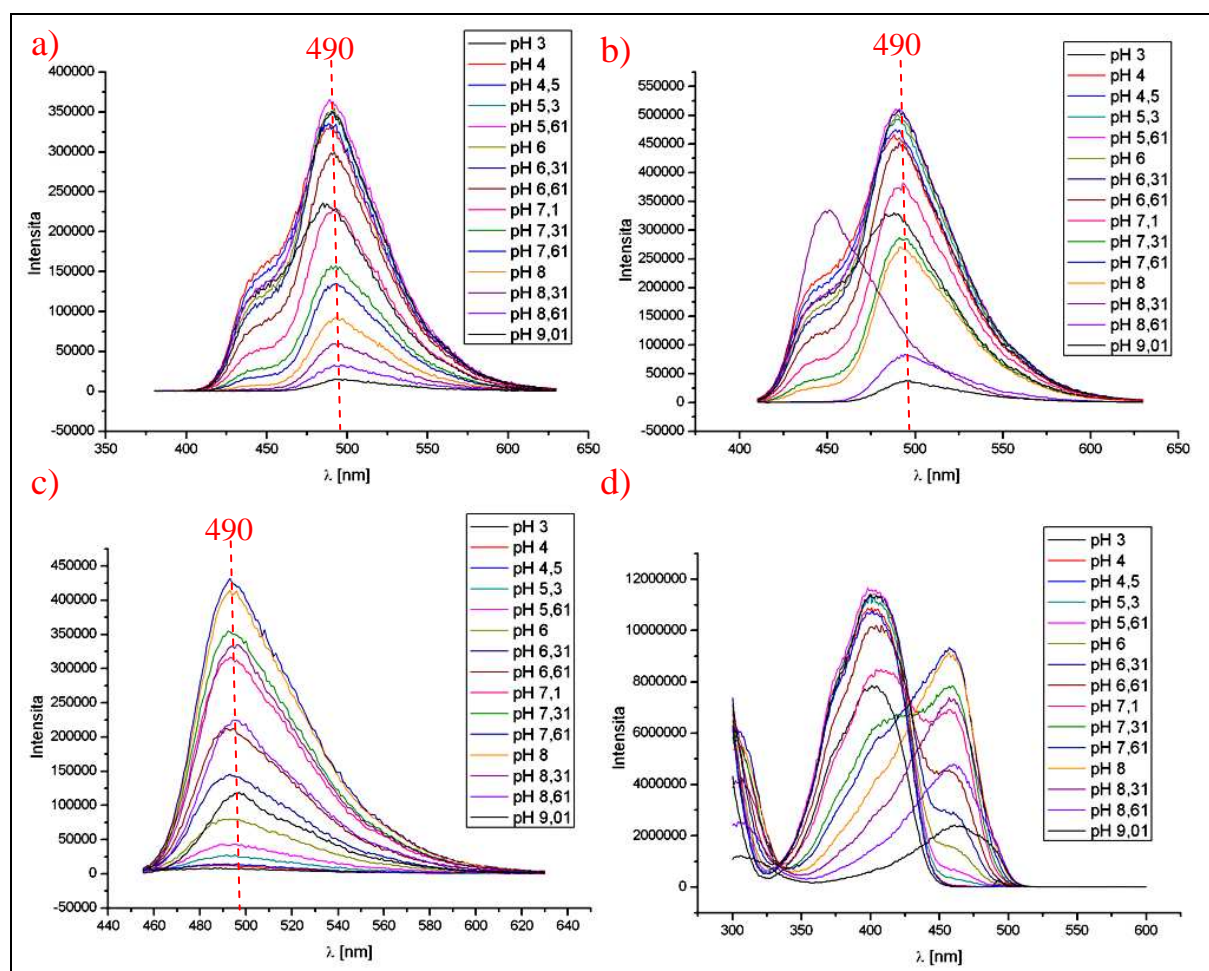 a)
490
Intensita
400000
350000
300000
250000
200000
150000
100000
50000
0
-50000
350
400
450
500
550
600
650
λ [nm]
pH 3
pH 4
pH 4,5
pH 5,3
pH 5,61
pH 6
pH 6,31
pH 6,61
pH 7,1
pH 7,31
pH 7,61
pH 8
pH 8,31
pH 8,61
pH 9,01
b)
490
Intensita
550000
500000
450000
400000
350000
300000
250000
200000
150000
100000
50000
0
-50000
400
450
500
550
600
650
λ [nm]
pH 3
pH 4
pH 4,5
pH 5,3
pH 5,61
pH 6
pH 6,31
pH 6,61
pH 7,1
pH 7,31
pH 7,61
pH 8
pH 8,31
pH 8,61
pH 9,01
c)
490
Intensita
450000
400000
350000
300000
250000
200000
150000
100000
50000
0
-50000
440
460
480
500
520
540
560
580
600
620
640
λ [nm]
pH 3
pH 4
pH 4,5
pH 5,3
pH 5,61
pH 6
pH 6,31
pH 6,61
pH 7,1
pH 7,31
pH 7,61
pH 8
pH 8,31
pH 8,61
pH 9,01
d)
Intensita
12000000
10000000
8000000
6000000
4000000
2000000
0
300
350
400
450
500
550
600
λ [nm]
pH 3
pH 4
pH 4,5
pH 5,3
pH 5,61
pH 6
pH 6,31
pH 6,61
pH 7,1
pH 7,31
pH 7,61
pH 8
pH 8,31
pH 8,61
pH 9,01